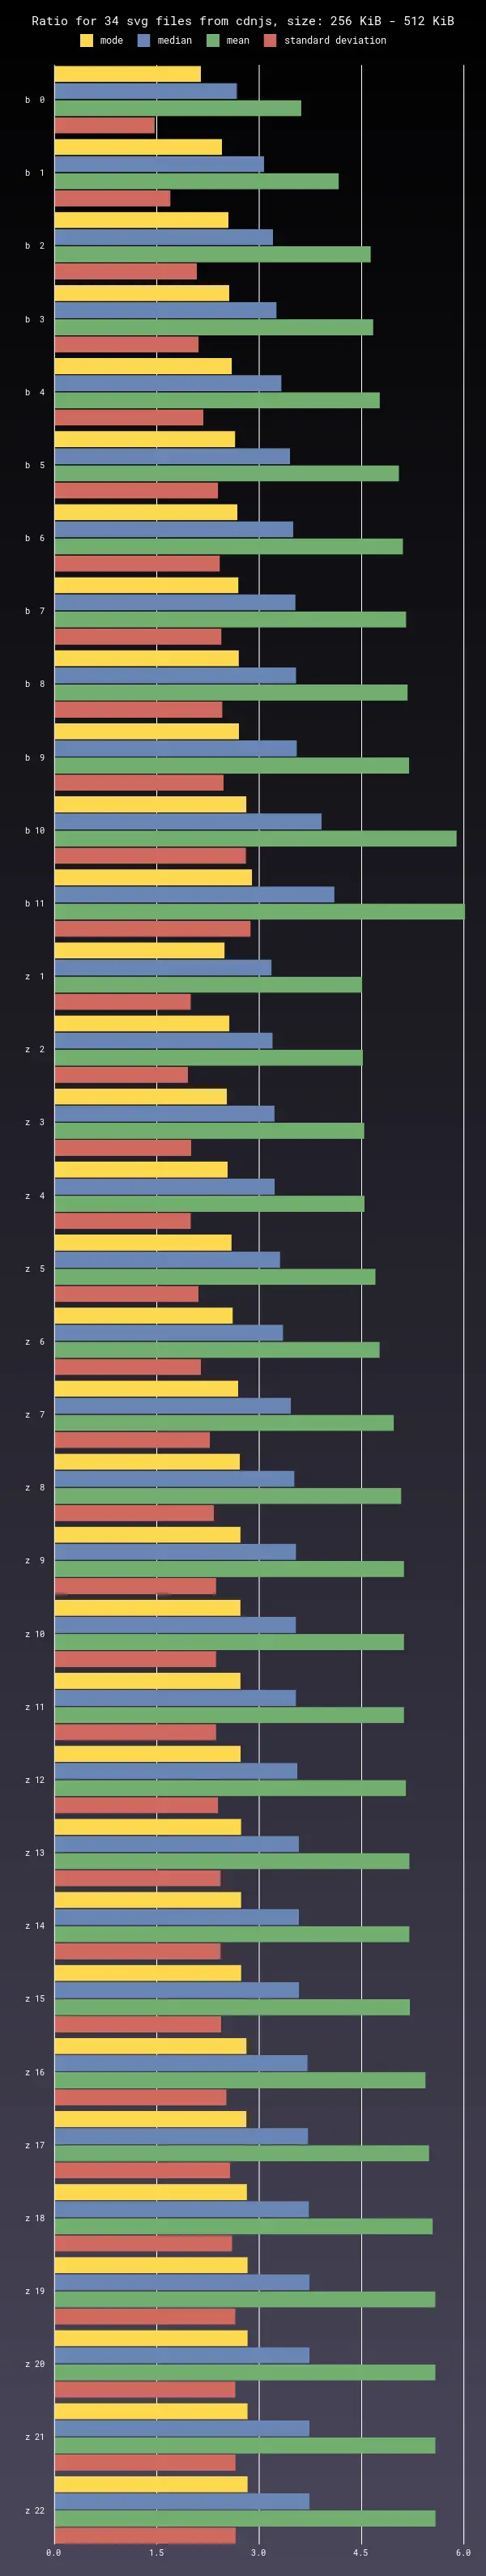 Ratio for 34 svg files from cdnjs, size: 256 KiB - 512 KiB
mode median mean standard deviation
b 0
b 1
b 2
b 3
b 4
b 5
b 6
b 7
b 8
b 9
b 10
b 11
z 1
z 2
z 3
z 4
z 5
z 6
z 7
z 8
z 9
z 10
z 11
z 12
z 13
z 14
z 15
z 16
z 17
z 18
z 19
z 20
z 21
z 22
0.0 1.5 3.0 4.5 6.0